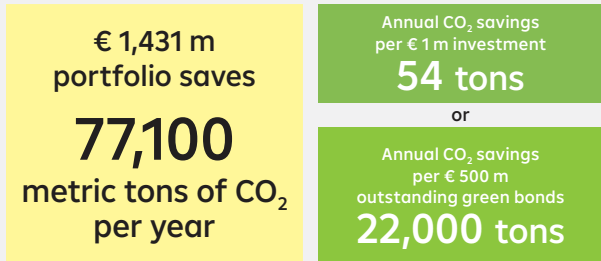 € 1,431 m
portfolio saves
77,100
metric tons of CO₂
per year
Annual CO₂ savings
per € 1 m investment
54 tons
or
Annual CO₂ savings
per € 500 m
outstanding green bonds
22,000 tons